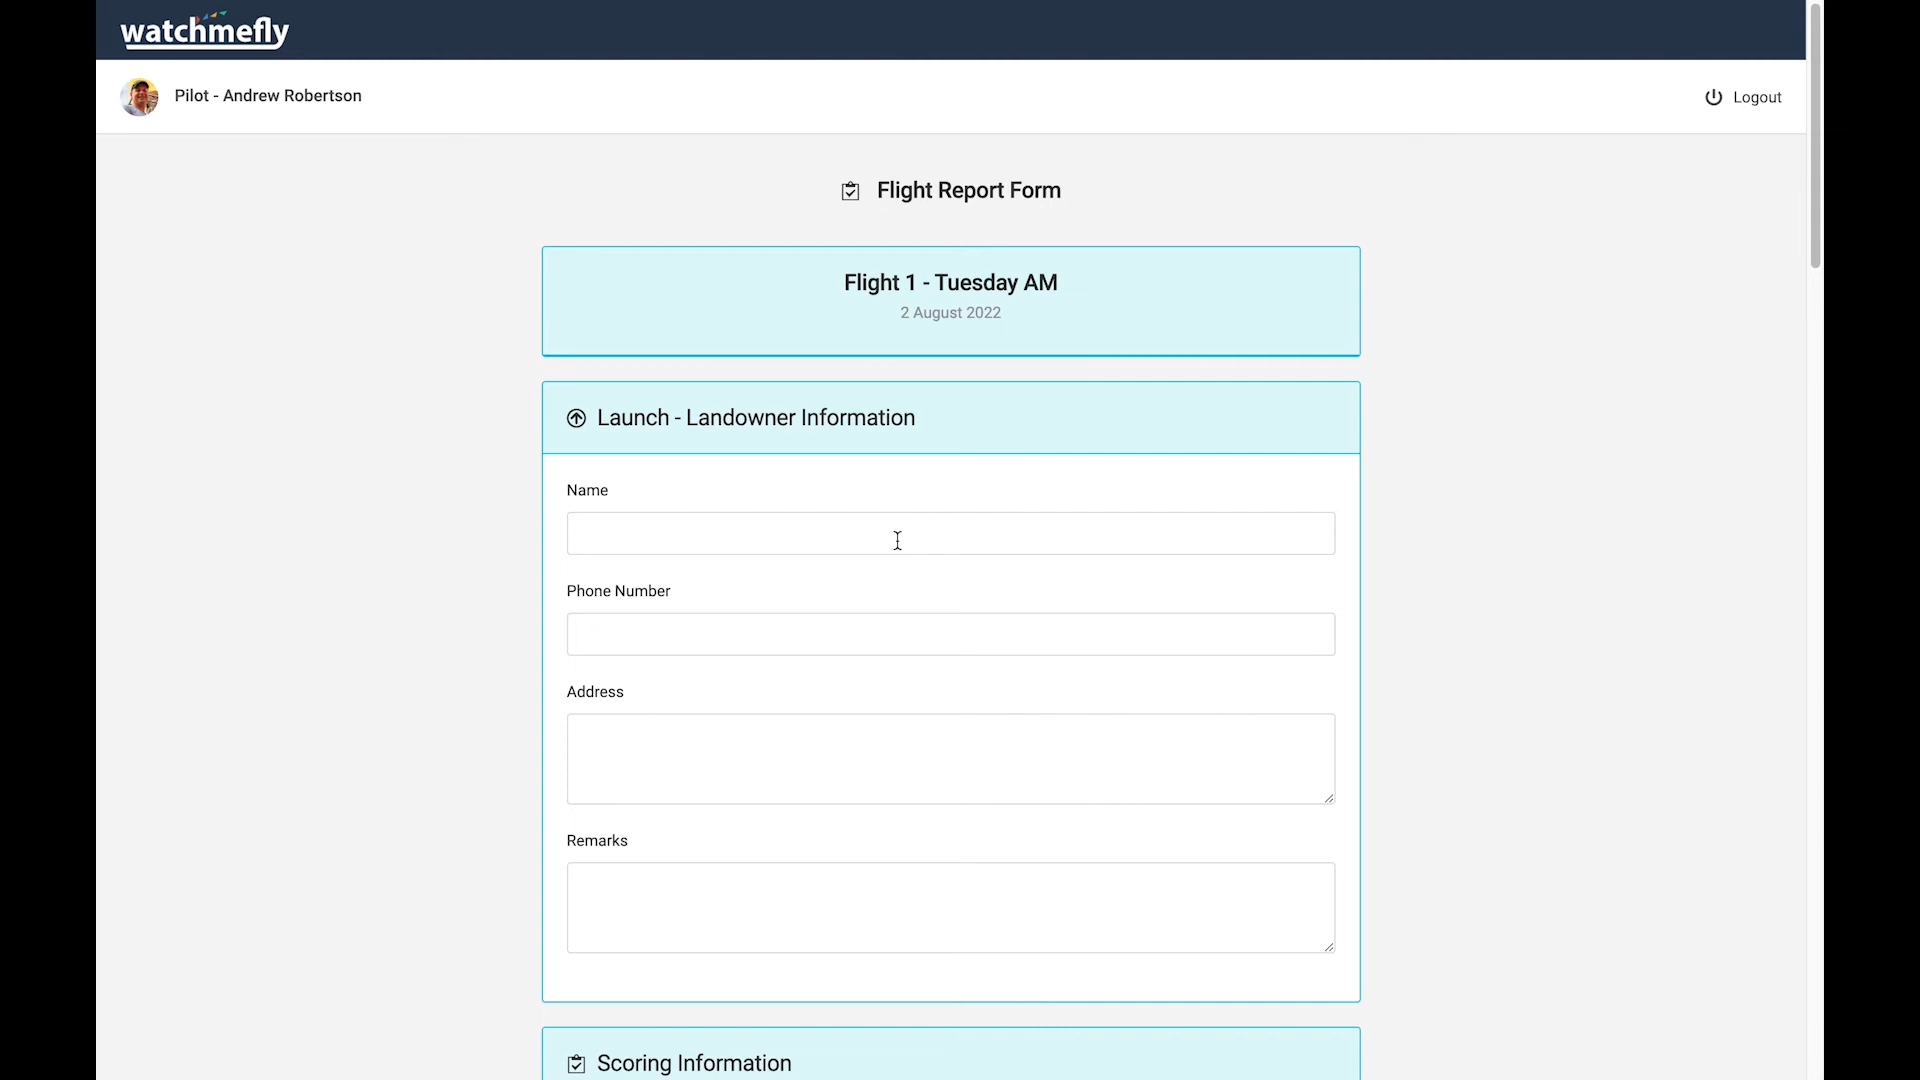 watchmefly
Pilot - Andrew Robertson
Logout
Flight Report Form
Flight 1 - Tuesday AM
2 August 2022
Launch - Landowner Information
Name
Phone Number
Address
Remarks
Scoring Information